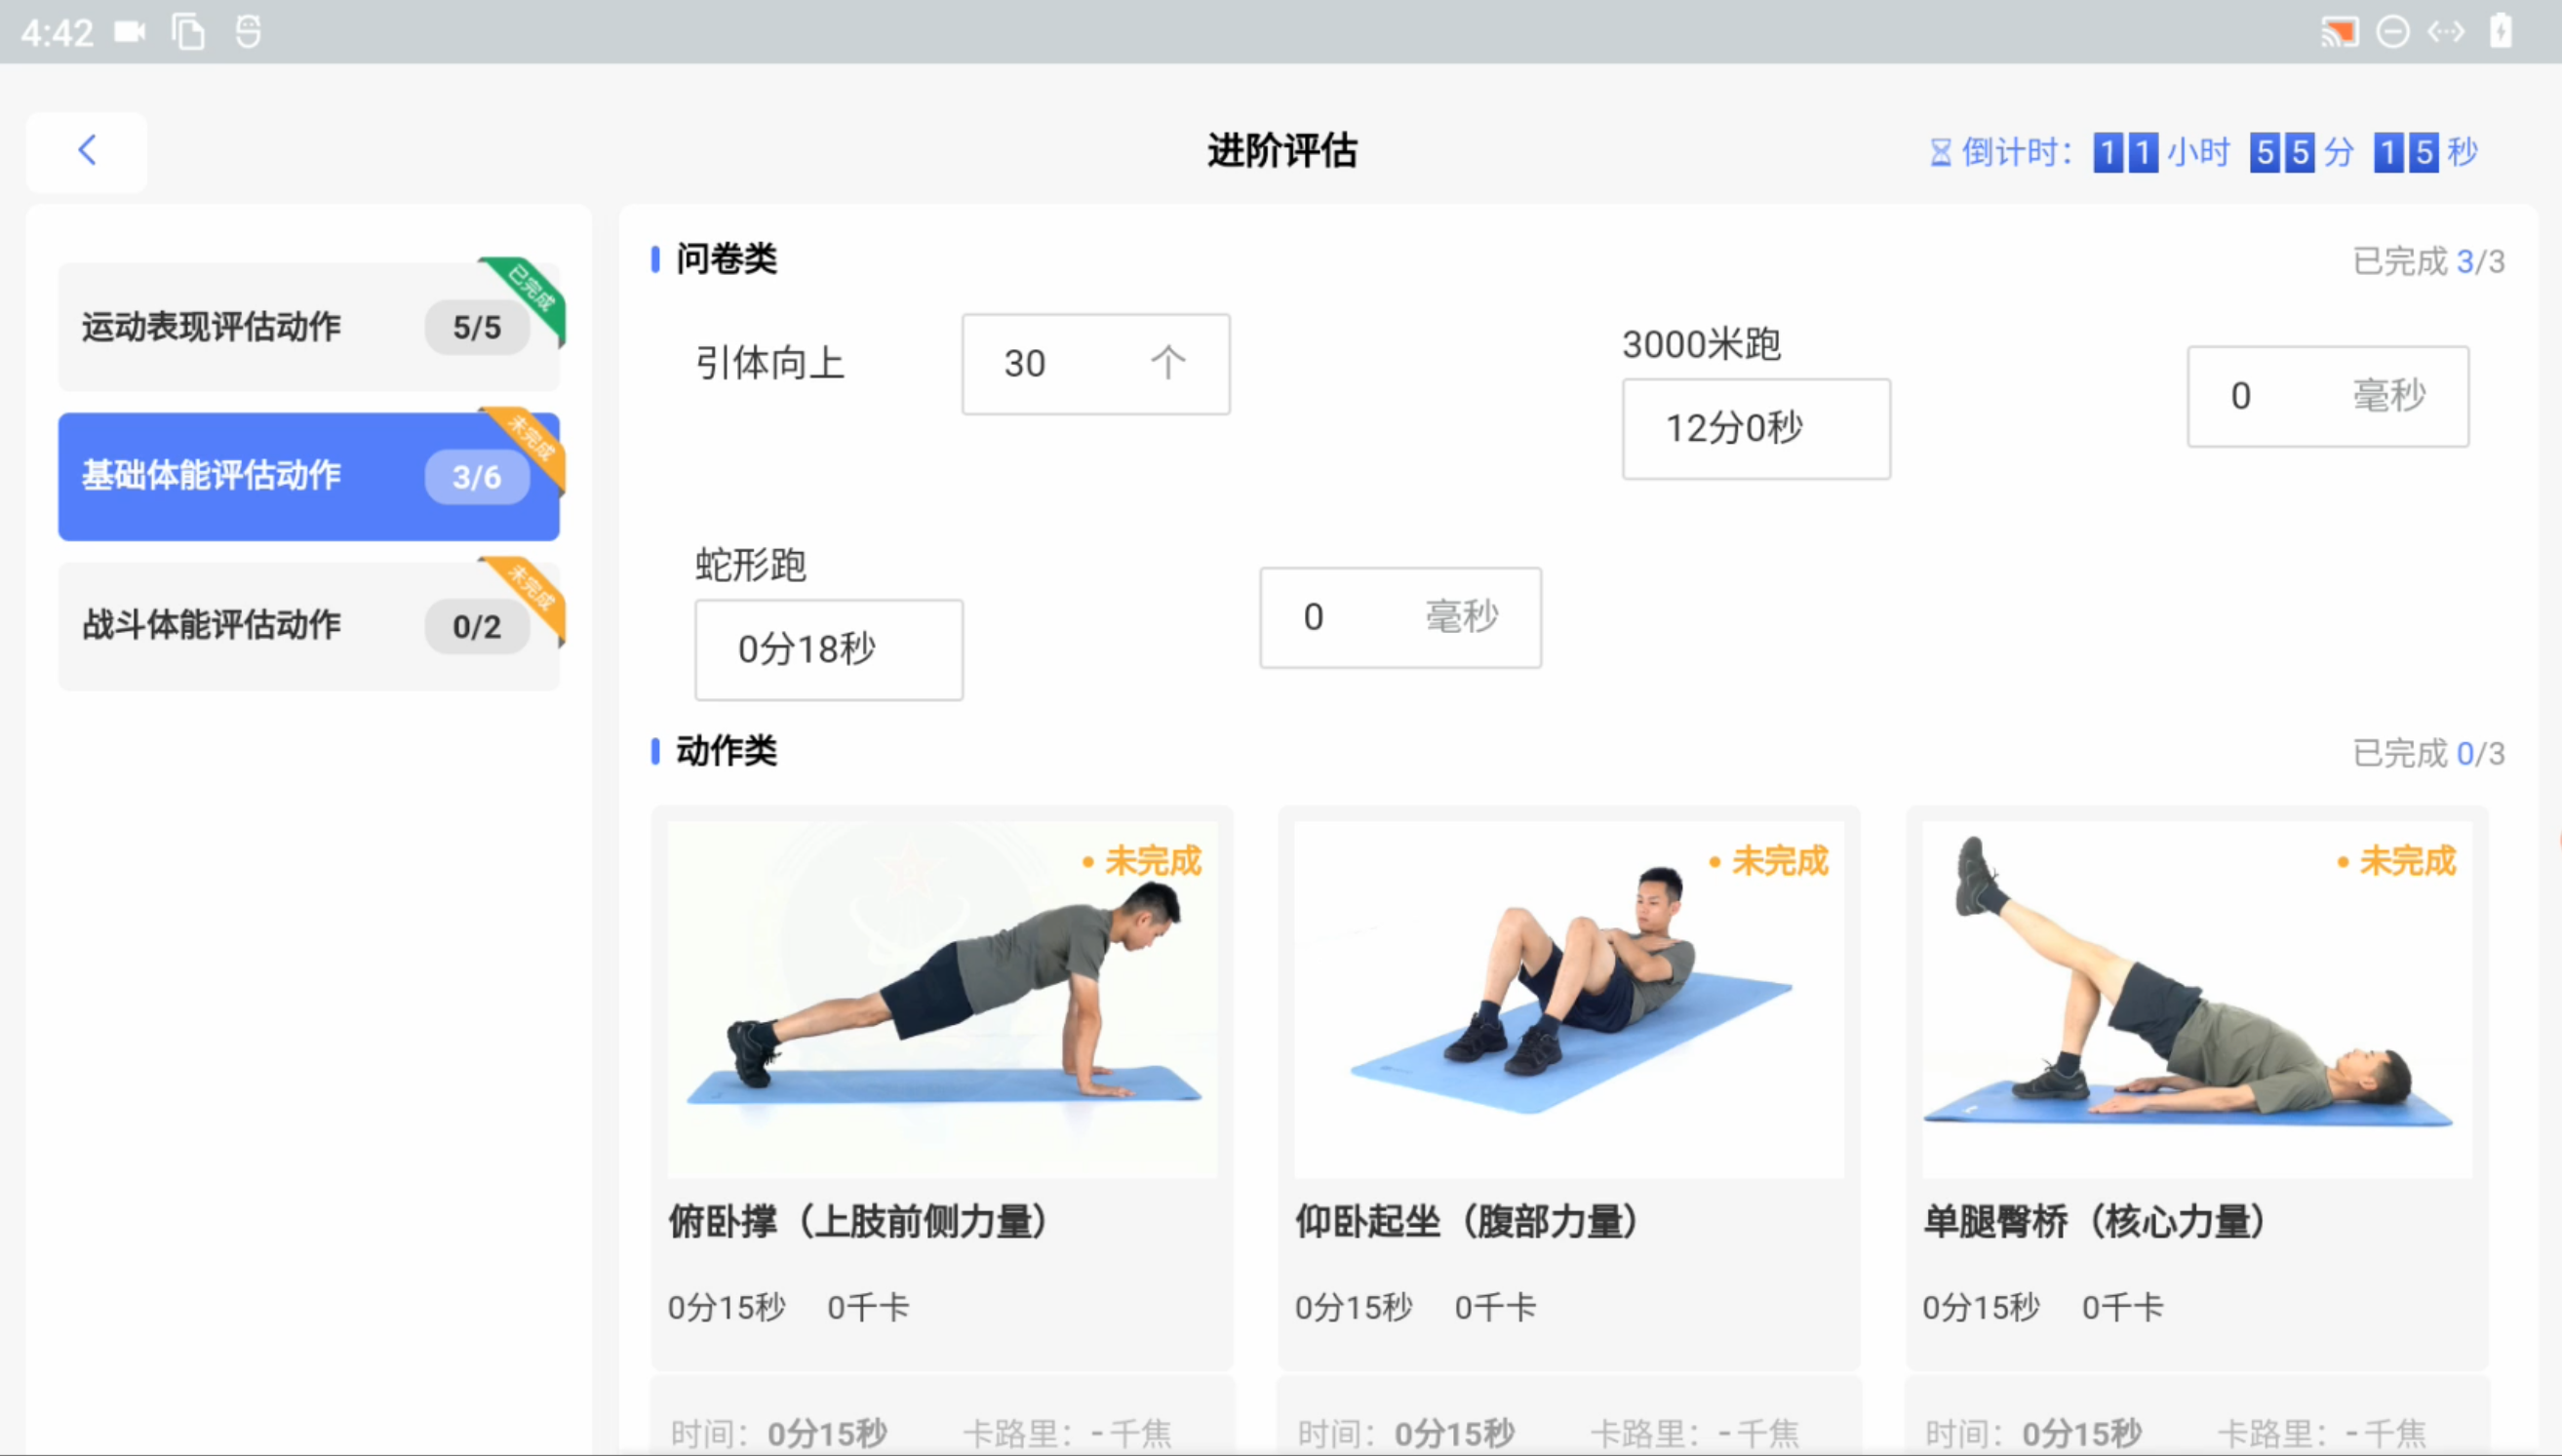 4:42
进阶评估
倒计时：11小时 55分 15秒
运动表现评估动作
5/5
已完成
基础体能评估动作
3/6
未完成
战斗体能评估动作
0/2
未完成
问卷类
已完成 3/3
引体向上
30 个
3000米跑
12分0秒
0 毫秒
蛇形跑
0分18秒
0 毫秒
动作类
已完成 0/3
• 未完成
• 未完成
• 未完成
俯卧撑（上肢前侧力量）
仰卧起坐（腹部力量）
单腿臀桥（核心力量）
0分15秒 0千卡
0分15秒 0千卡
0分15秒 0千卡
时间：0分15秒 卡路里：-千焦
时间：0分15秒 卡路里：-千焦
时间：0分15秒 卡路里：-千焦